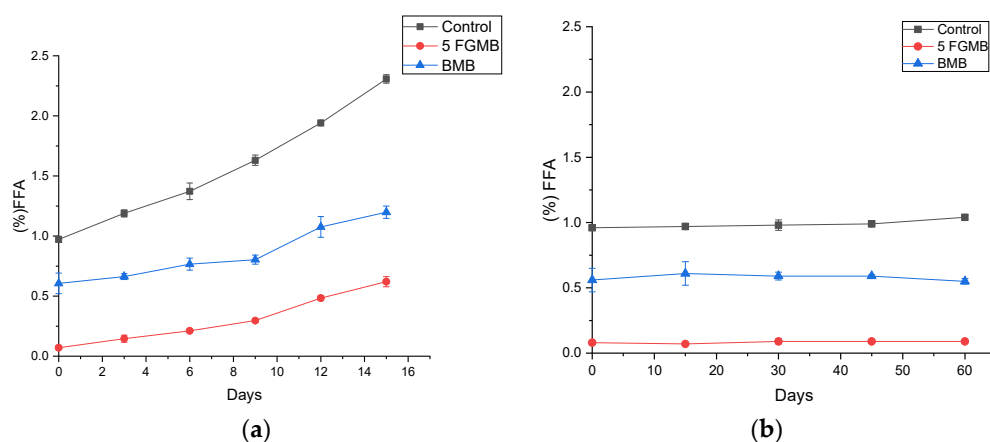 Control
5 FGMB
BMB
2.5
2.0
1.5
1.0
0.5
0.0
(%)FFA
0 2 4 6 8 10 12 14 16
Days
(a)
Control
5 FGMB
BMB
2.5
2.0
1.5
1.0
0.5
0.0
(%) FFA
0 10 20 30 40 50 60
Days
(b)